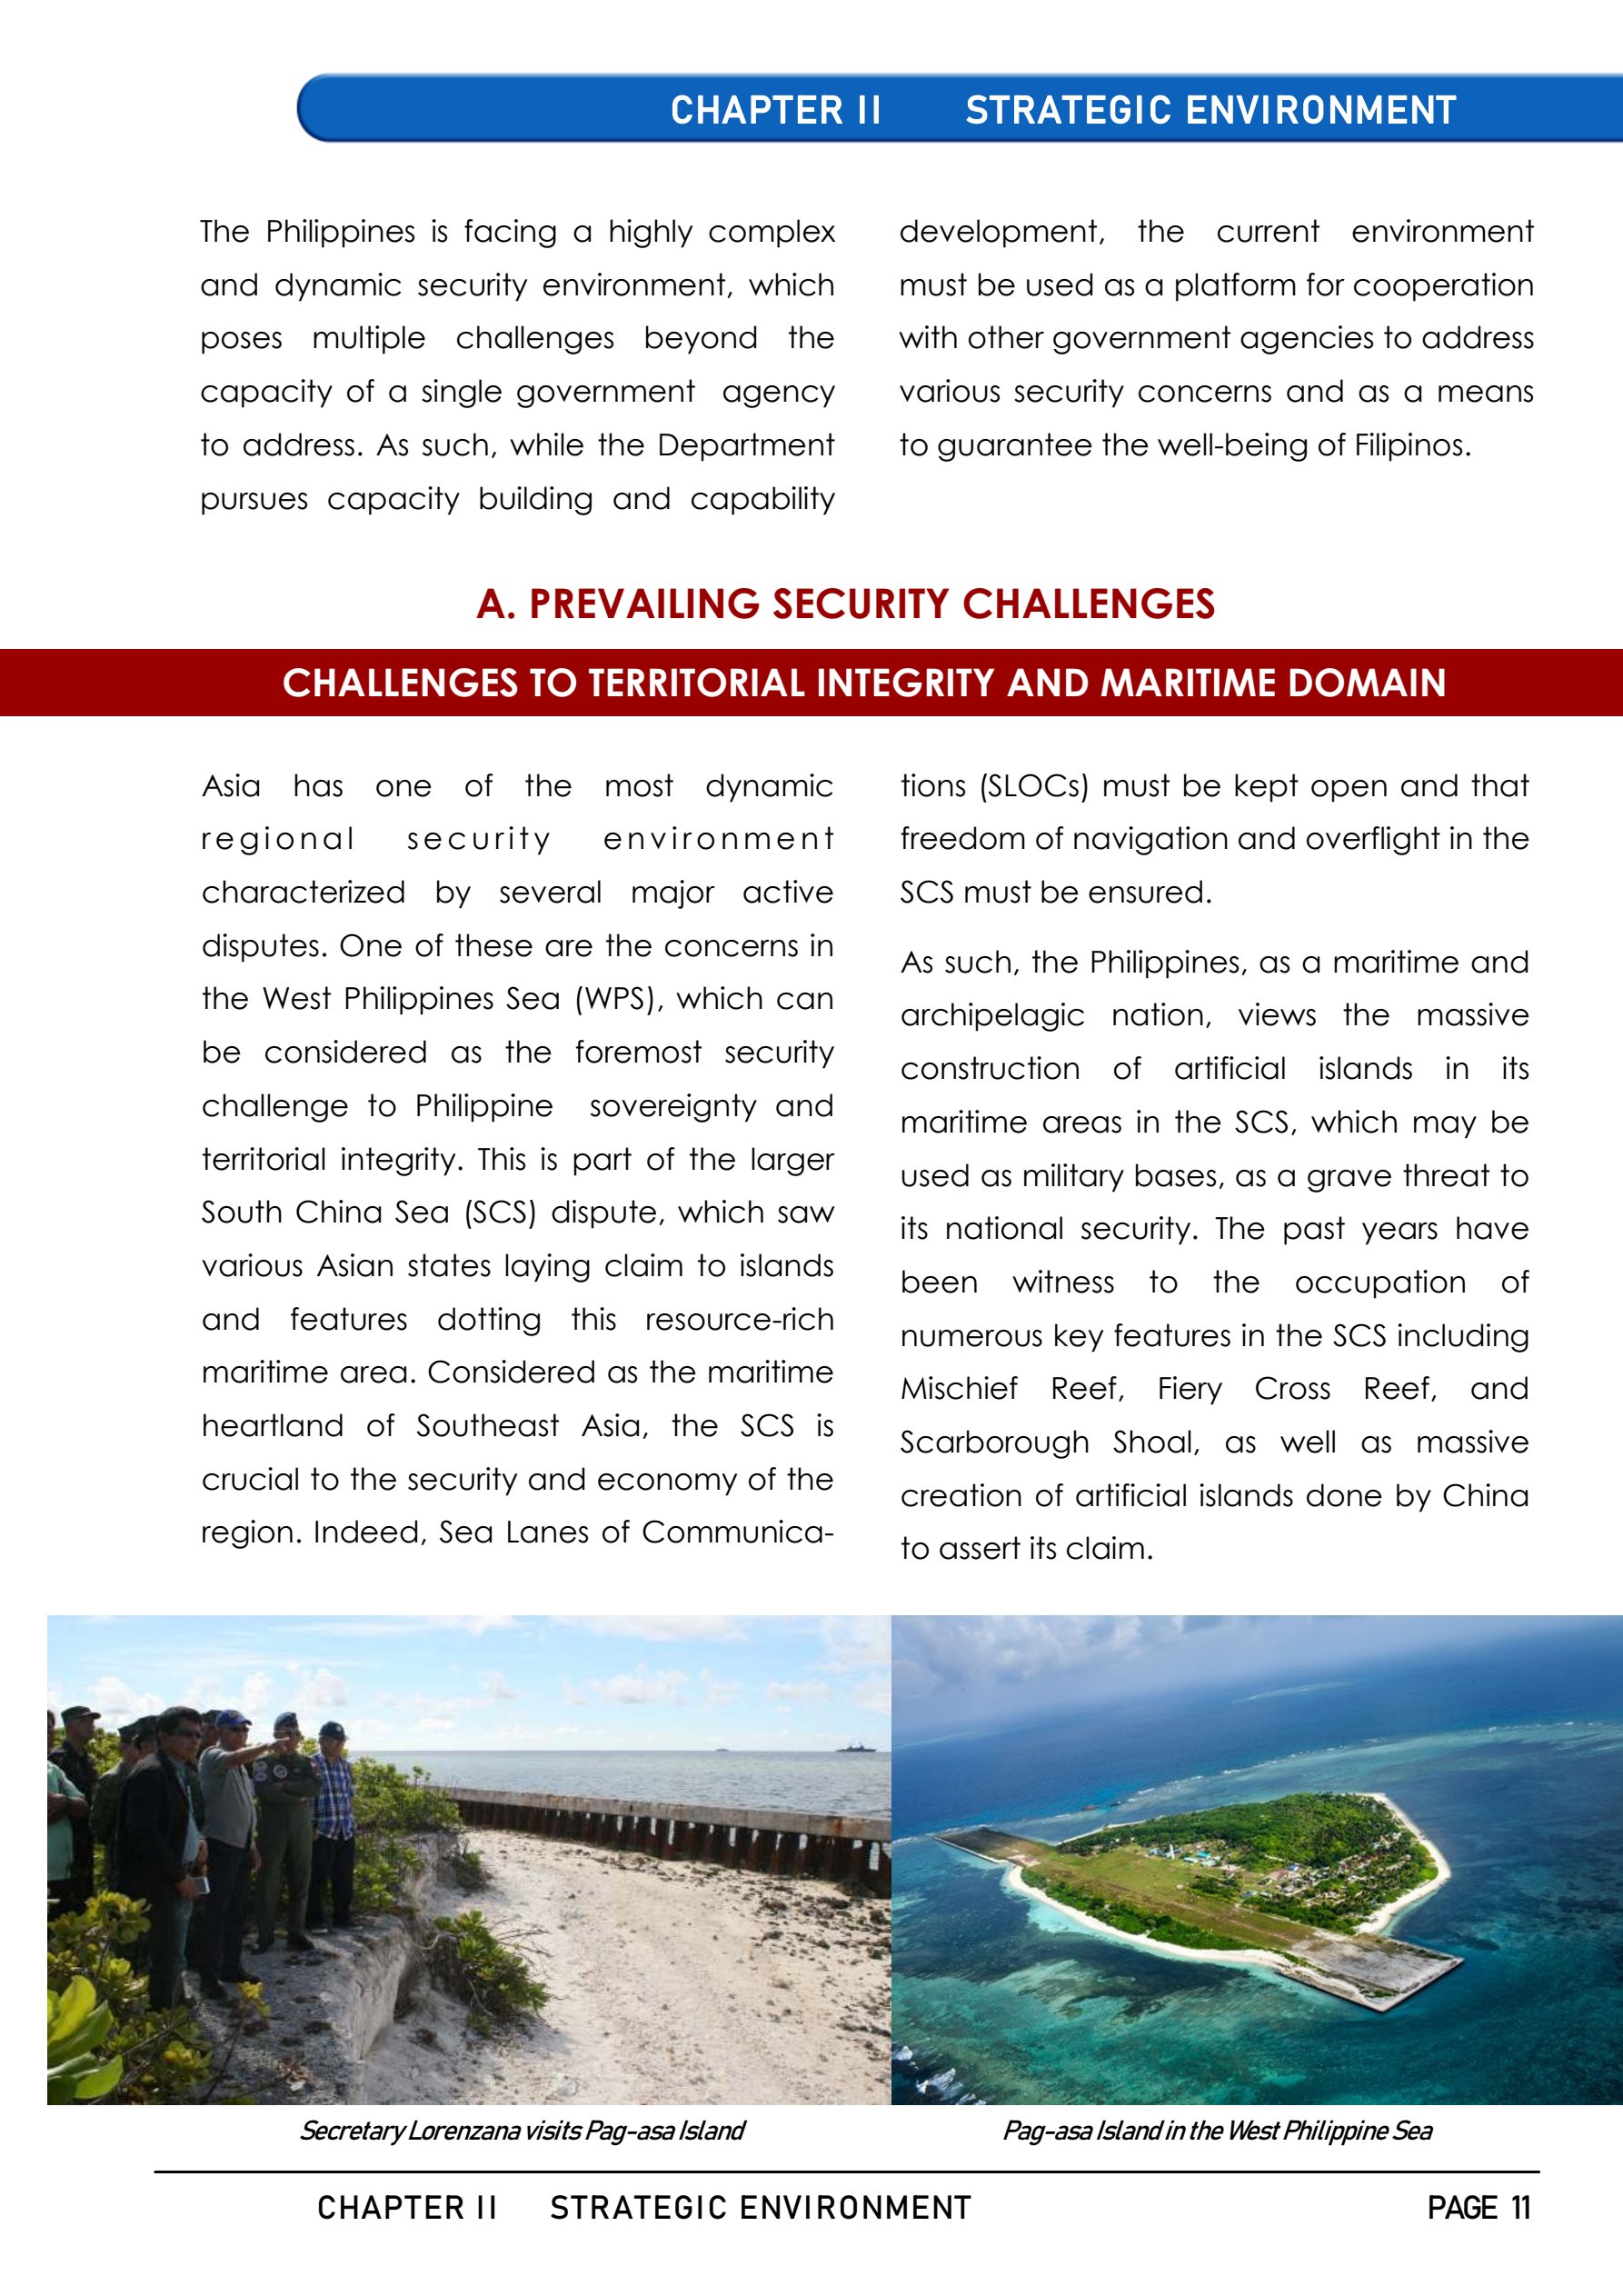 CHAPTER II STRATEGIC ENVIRONMENT
The Philippines is facing a highly complex
and dynamic security environment, which
poses multiple challenges beyond the
capacity of a single government agency
to address. As such, while the Department
pursues capacity building and capability
development, the current environment
must be used as a platform for cooperation
with other government agencies to address
various security concerns and as a means
to guarantee the well-being of Filipinos.
A. PREVAILING SECURITY CHALLENGES
CHALLENGES TO TERRITORIAL INTEGRITY AND MARITIME DOMAIN
Asia has one of the most dynamic
regional security environment
characterized by several major active
disputes. One of these are the concerns in
the West Philippines Sea (WPS), which can
be considered as the foremost security
challenge to Philippine sovereignty and
territorial integrity. This is part of the larger
South China Sea (SCS) dispute, which saw
various Asian states laying claim to islands
and features dotting this resource-rich
maritime area. Considered as the maritime
heartland of Southeast Asia, the SCS is
crucial to the security and economy of the
region. Indeed, Sea Lanes of Communica-
tions (SLOCs) must be kept open and that
freedom of navigation and overflight in the
SCS must be ensured.
As such, the Philippines, as a maritime and
archipelagic nation, views the massive
construction of artificial islands in its
maritime areas in the SCS, which may be
used as military bases, as a grave threat to
its national security. The past years have
been witness to the occupation of
numerous key features in the SCS including
Mischief Reef, Fiery Cross Reef, and
Scarborough Shoal, as well as massive
creation of artificial islands done by China
to assert its claim.
Secretary Lorenzana visits Pag-asa Island
Pag-asa Island in the West Philippine Sea
CHAPTER II STRATEGIC ENVIRONMENT PAGE 11